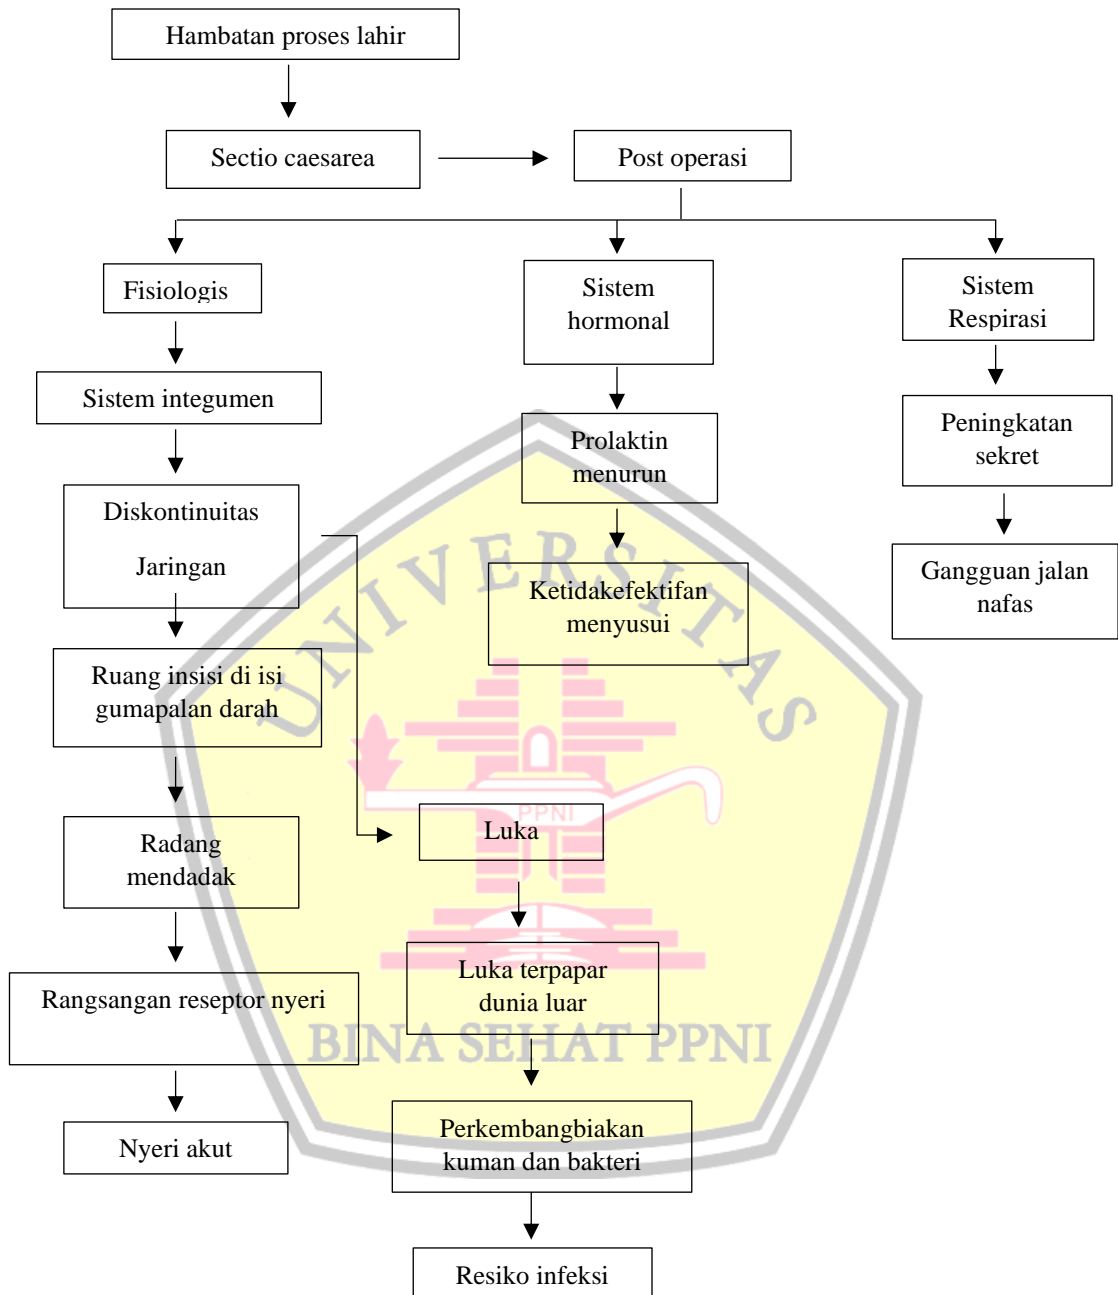 Hambatan proses lahir
Sectio caesarea
Post operasi
Fisiologis
Sistem
hormonal
Sistem
Respirasi
Sistem integumen
Prolaktin
menurun
Peningkatan
sekret
Diskontinuitas
Jaringan
Ketidakefektifan
menyusui
Gangguan jalan
nafas
UNIVERSITAS
Ruang insisi di isi
gumapalan darah
PPNI
Luka
Radang
mendadak
Luka terpapar
dunia luar
Rangsangan reseptor nyeri
BINA SEHAT PPNI
Perkembangbiakan
kuman dan bakteri
Nyeri akut
Resiko infeksi